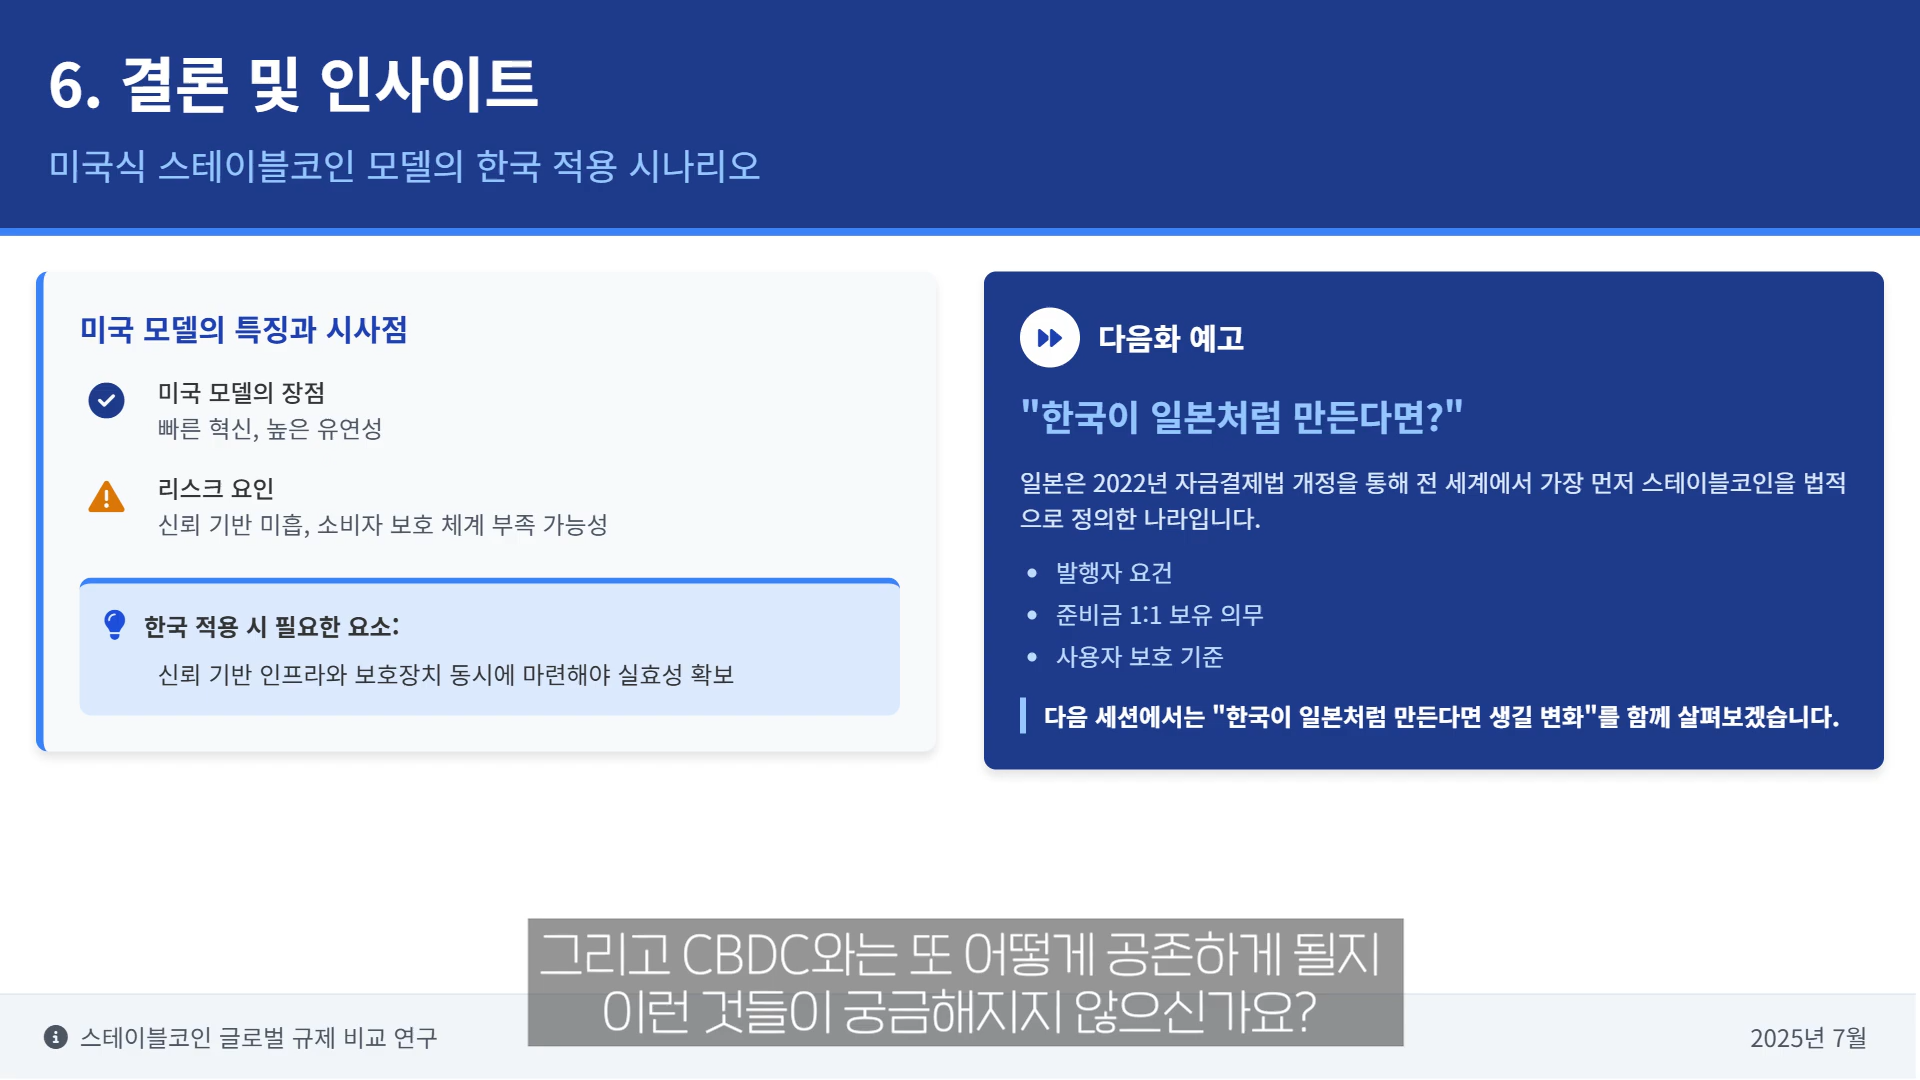 6. 결론 및 인사이트
미국식 스테이블코인 모델의 한국 적용 시나리오
미국 모델의 특징과 시사점
미국 모델의 장점
빠른 혁신, 높은 유연성
리스크 요인
신뢰 기반 미흡, 소비자 보호 체계 부족 가능성
한국 적용 시 필요한 요소:
신뢰 기반 인프라와 보호장치 동시에 마련해야 실효성 확보
다음화 예고
"한국이 일본처럼 만든다면?"
일본은 2022년 자금결제법 개정을 통해 전 세계에서 가장 먼저 스테이블코인을 법적
으로 정의한 나라입니다.
• 발행자 요건
• 준비금 1:1 보유 의무
• 사용자 보호 기준
다음 세션에서는 "한국이 일본처럼 만든다면 생길 변화"를 함께 살펴보겠습니다.
그리고 CBDC와는 또 어떻게 공존하게 될지
이런 것들이 궁금해지지 않으신가요?
스테이블코인 글로벌 규제 비교 연구
2025년 7월